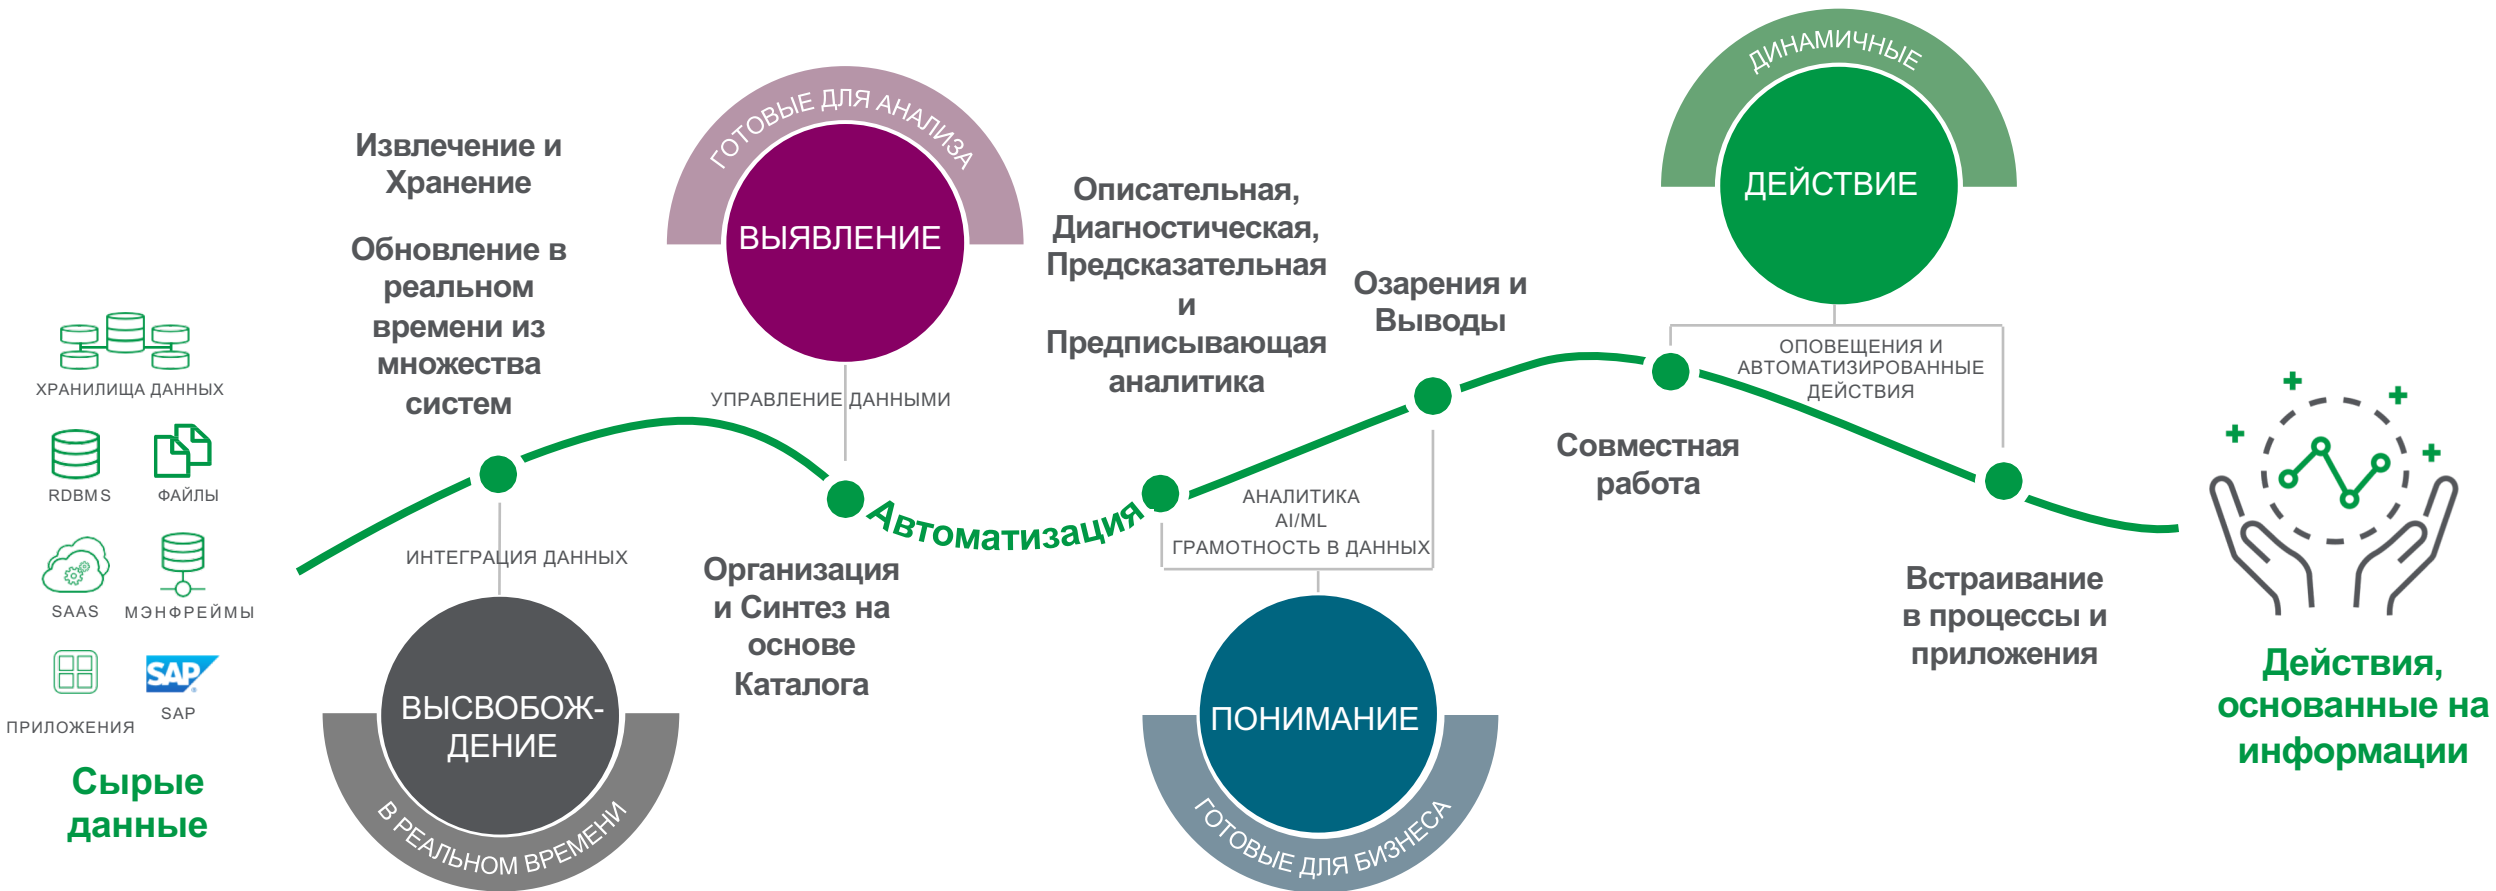 ХРАНИЛИЩА ДАННЫХ
RDBMS
ФАЙЛЫ
SAAS
МЭНФРЕЙМЫ
ПРИЛОЖЕНИЯ
SAP
SAP
Сырые
данные
Извлечение и
Хранение
Обновление в
реальном
времени из
множества
систем
ИНТЕГРАЦИЯ ДАННЫХ
ВЫСВОБОЖ-
ДЕНИЕ
В РЕАЛЬНОМ ВРЕМЕНИ
ГОТОВЫЕ ДЛЯ АНАЛИЗА
ВЫЯВЛЕНИЕ
УПРАВЛЕНИЕ ДАННЫМИ
Организация
и Синтез на
основе
Каталога
Автоматизация
Описательная,
Диагностическая,
Предсказательная
и
Предписывающая
аналитика
АНАЛИТИКА
AI/ML
ГРАМОТНОСТЬ В ДАННЫХ
ПОНИМАНИЕ
ГОТОВЫЕ ДЛЯ БИЗНЕСА
Озарения и
Выводы
ДИНАМИЧНЫЕ
ДЕЙСТВИЕ
ОПОВЕЩЕНИЯ И
АВТОМАТИЗИРОВАННЫЕ
ДЕЙСТВИЯ
Совместная
работа
Встраивание
в процессы и
приложения
Действия,
основанные на
информации